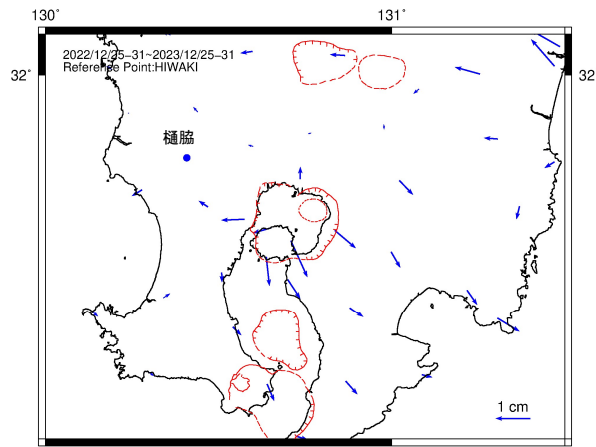 130° 131°
32° 32
2022/12/25-31~2023/12/25-31
Reference Point:HIWAKI
樋脇
1 cm